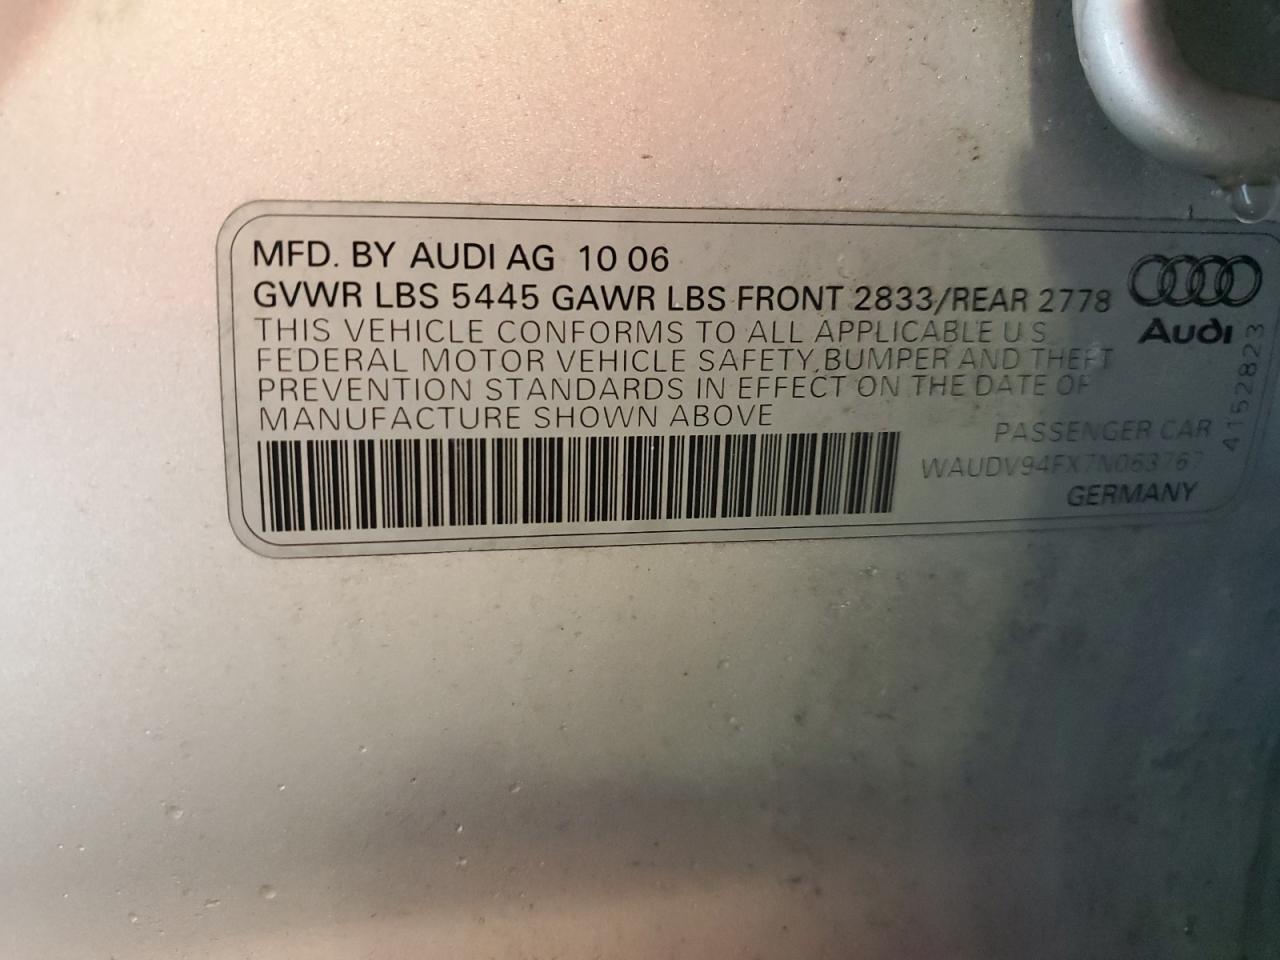 MFD. BY AUDI AG 10 06
GVWR LBS 5445 GAWR LBS FRONT 2833/REAR 2778
THIS VEHICLE CONFORMS TO ALL APPLICABLE U S
FEDERAL MOTOR VEHICLE SAFETY, BUMPER AND THEFT
PREVENTION STANDARDS IN EFFECT ON THE DATE OF
MANUFACTURE SHOWN ABOVE
Audi
PASSENGER CAR
WAUDV94FX7N063767
GERMANY
4152823